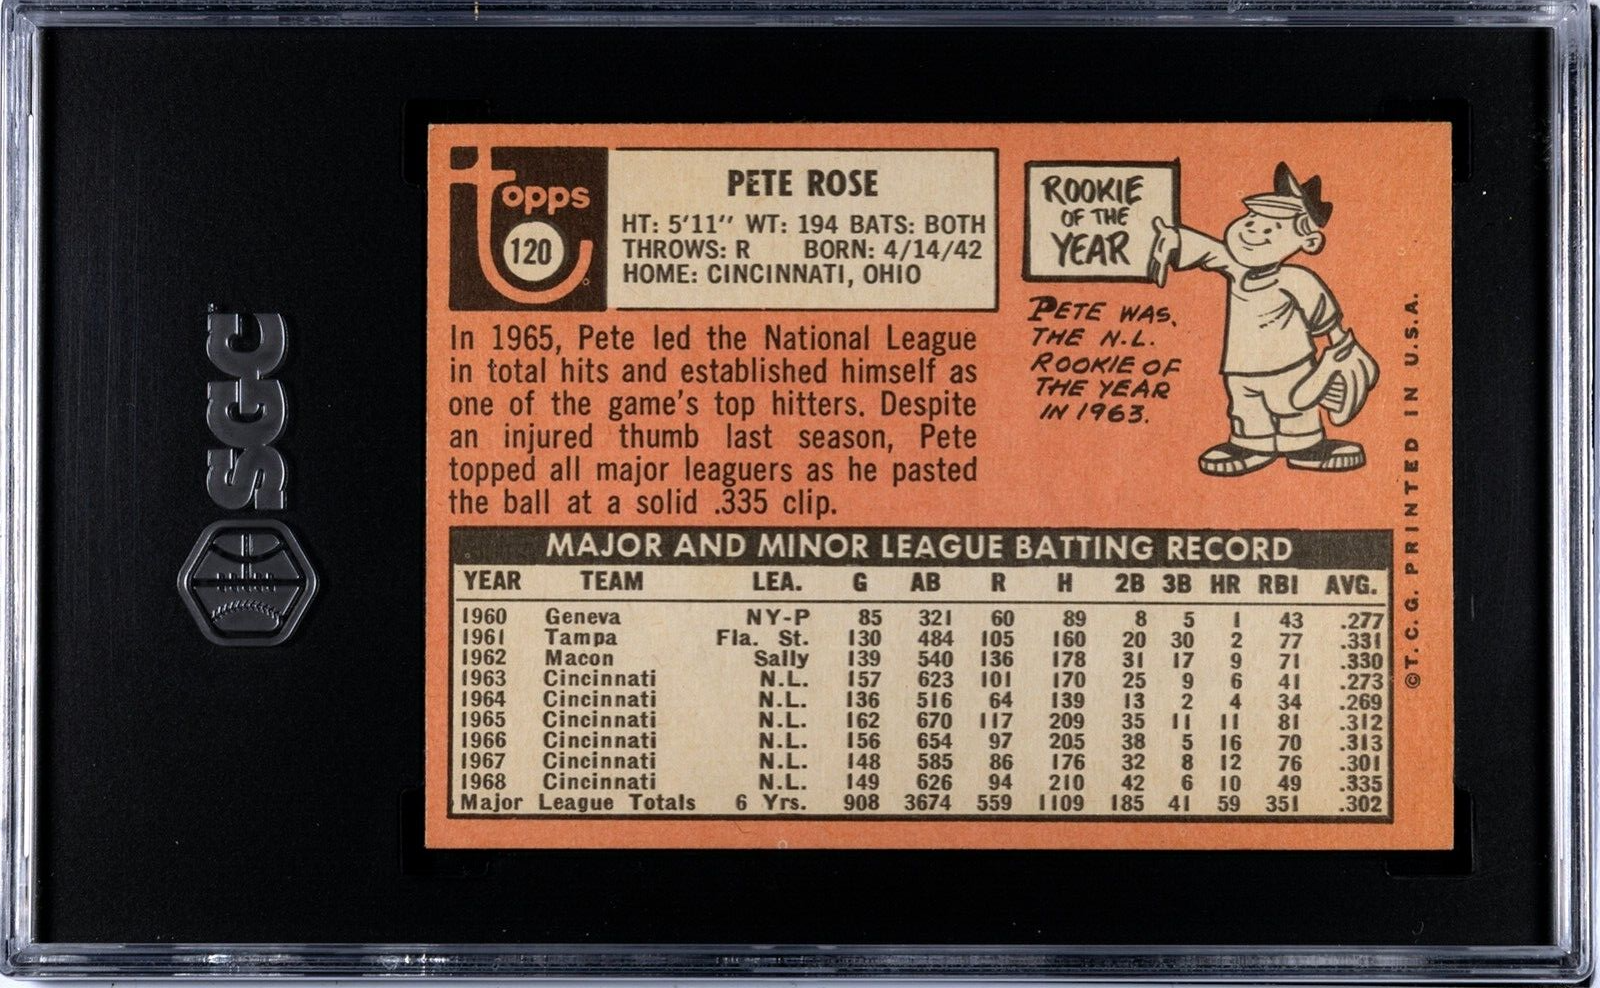 SGC
topps
120
PETE ROSE
HT: 5'11" WT: 194 BATS: BOTH
THROWS: R BORN: 4/14/42
HOME: CINCINNATI, OHIO
In 1965, Pete led the National League
in total hits and established himself as
one of the game's top hitters. Despite
an injured thumb last season, Pete
topped all major leaguers as he pasted
the ball at a solid .335 clip.
ROOKIE
OF THE
YEAR
PETE WAS
THE N.L.
ROOKIE OF
THE YEAR
IN 1963.
MAJOR AND MINOR LEAGUE BATTING RECORD
YEAR TEAM LEA. G AB R H 2B 3B HR RBI AVG.
1960 Geneva NY-P 85 321 60 89 8 5 1 43 .277
1961 Tampa Fla. St. 130 484 105 160 20 30 2 77 .331
1962 Macon Sally 139 540 136 178 31 17 9 71 .330
1963 Cincinnati N.L. 157 623 101 170 25 9 6 41 .273
1964 Cincinnati N.L. 136 516 64 139 13 2 4 34 .269
1965 Cincinnati N.L. 162 670 117 209 35 11 11 81 .312
1966 Cincinnati N.L. 156 654 97 205 38 5 16 70 .313
1967 Cincinnati N.L. 148 585 86 176 32 8 12 76 .301
1968 Cincinnati N.L. 149 626 94 210 42 6 10 49 .335
Major League Totals 6 Yrs. 908 3674 559 1109 185 41 59 351 .302
©T. C. G. PRINTED IN U.S.A.